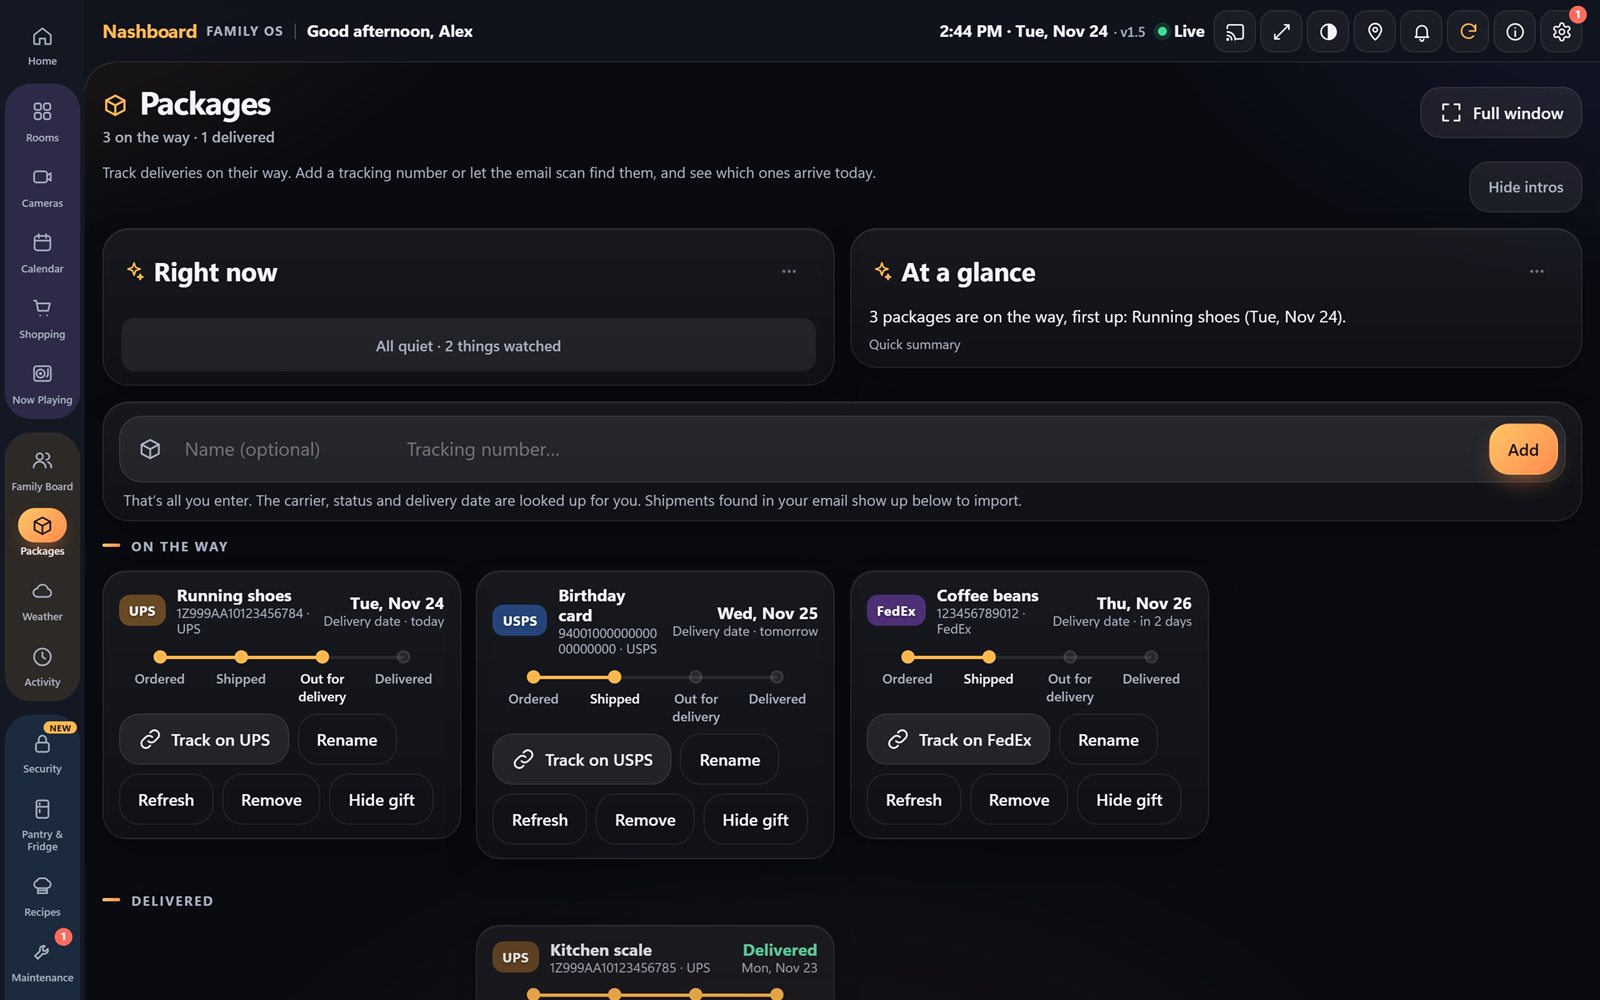 Nashboard FAMILY OS Good afternoon, Alex
2:44 PM · Tue, Nov 24 · v1.5 Live
1
Home
Rooms
Cameras
Calendar
Shopping
Now Playing
Family Board
Packages
Weather
Activity
NEW
Security
Pantry &
Fridge
Recipes
1
Maintenance
Packages
3 on the way · 1 delivered
Full window
Track deliveries on their way. Add a tracking number or let the email scan find them, and see which ones arrive today.
Hide intros
Right now
All quiet · 2 things watched
At a glance
3 packages are on the way, first up: Running shoes (Tue, Nov 24).
Quick summary
Name (optional) Tracking number... Add
That's all you enter. The carrier, status and delivery date are looked up for you. Shipments found in your email show up below to import.
ON THE WAY
UPS
Running shoes
1Z999AA10123456784 ·
UPS
Tue, Nov 24
Delivery date · today
Ordered Shipped Out for
delivery Delivered
Track on UPS Rename
Refresh Remove Hide gift
USPS
Birthday
card
94001000000000
00000000 · USPS
Wed, Nov 25
Delivery date · tomorrow
Ordered Shipped Out for
delivery Delivered
Track on USPS Rename
Refresh Remove Hide gift
FedEx
Coffee beans
123456789012 ·
FedEx
Thu, Nov 26
Delivery date · in 2 days
Ordered Shipped Out for
delivery Delivered
Track on FedEx Rename
Refresh Remove Hide gift
DELIVERED
UPS
Kitchen scale
1Z999AA10123456785 · UPS
Delivered
Mon, Nov 23